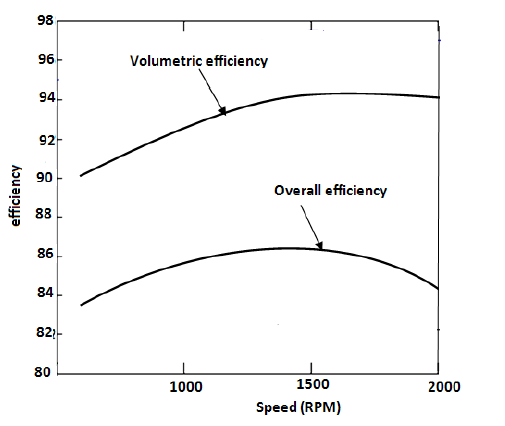 98
96
Volumetric efficiency
94
92
90
Overall efficiency
88
86
84
82
80
efficiency
1000 1500 2000
Speed (RPM)